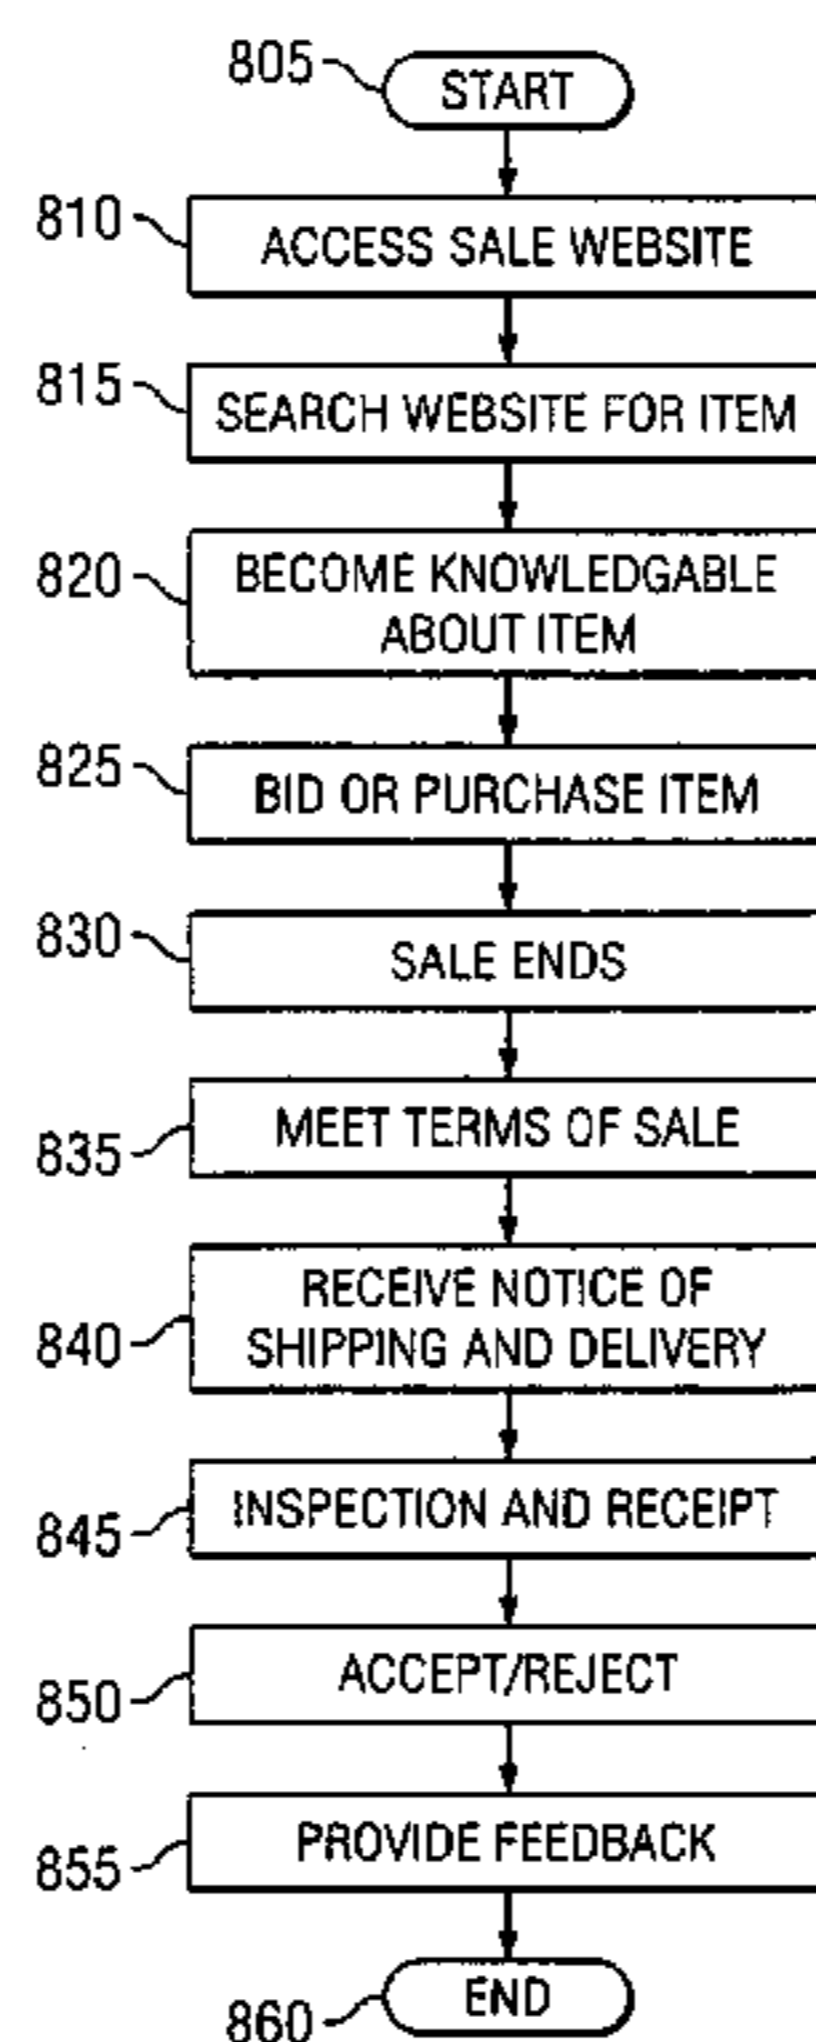 805
START
810
ACCESS SALE WEBSITE
815
SEARCH WEBSITE FOR ITEM
820
BECOME KNOWLEDGABLE
ABOUT ITEM
825
BID OR PURCHASE ITEM
830
SALE ENDS
835
MEET TERMS OF SALE
840
RECEIVE NOTICE OF
SHIPPING AND DELIVERY
845
INSPECTION AND RECEIPT
850
ACCEPT/REJECT
855
PROVIDE FEEDBACK
860
END